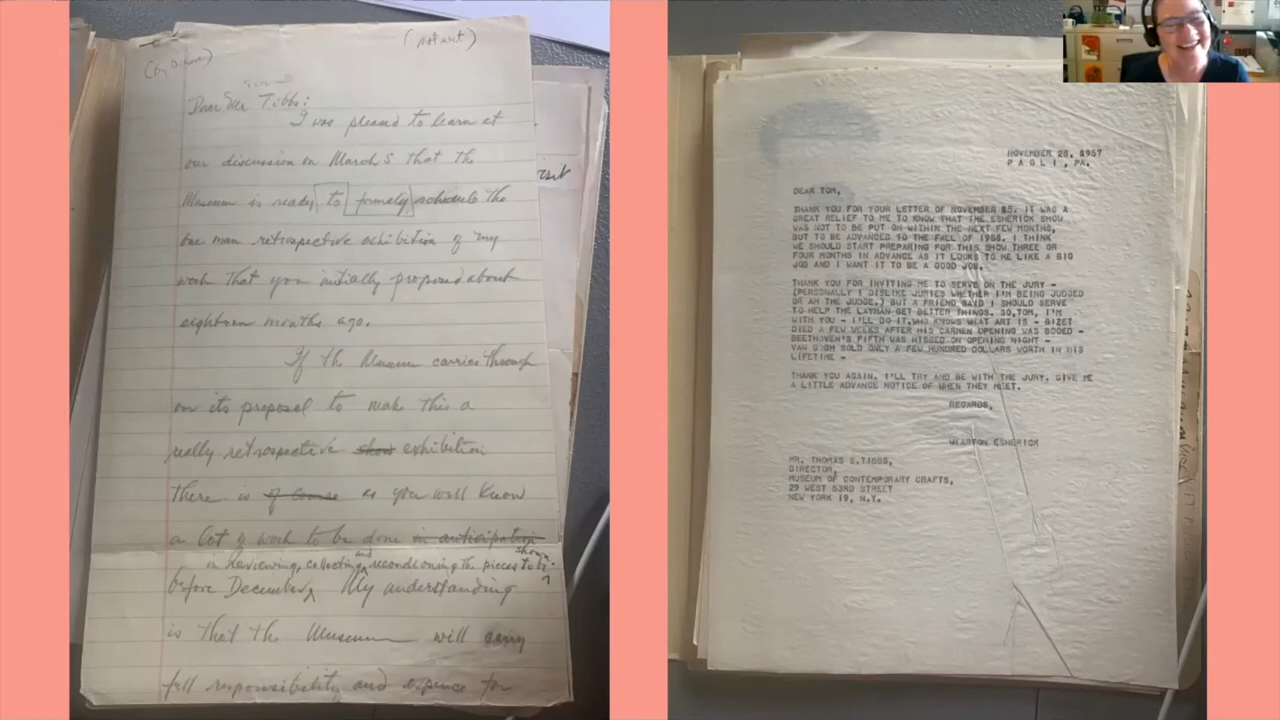 (not sent)
Dear Mr Tibbs:
I was pleased to learn at
our discussion on March 5 that the
Museum is ready to formaly schedule the
one man retrospective exhibition of my
work that you initially proposed about
eighteen months ago.
If the Museum carries through
on its proposal to make this a
really retrospective show exhibition
there is of course as you well know
a lot of work to be done in anticipation
in reviewing, collecting and reconditioning the pieces to be shown.
before December, My understanding
is that the Museum will carry
full responsibility and expence for
NOVEMBER 25, 1957
PAOLI, PA.
DEAR TOM,
THANK YOU FOR YOUR LETTER OF NOVEMBER 15. IT WAS A
GREAT RELIEF TO ME TO KNOW THAT THE ESHERICK SHOW
WAS NOT TO BE PUT ON WITHIN THE NEXT FEW MONTHS,
BUT TO BE ADVANCED TO THE FALL OF 1958. I THINK
WE SHOULD START PREPARING FOR THIS SHOW THREE OR
FOUR MONTHS IN ADVANCE AS IT LOOKS TO ME LIKE A BIG
JOB AND I WANT IT TO BE A GOOD JOB.
THANK YOU FOR INVITING ME TO SERVE ON THE JURY -
(PERSONALLY I DISLIKE JURIES WHETHER I'M BEING JUDGED
OR AM THE JUDGE.) BUT A FRIEND SAID I SHOULD SERVE
TO HELP THE LAYMAN GET BETTER THINGS. SO, TOM, I'M
WITH YOU - I'LL DO IT. WHO KNOWS WHAT ART IS - BIZET
DIED A FEW WEEKS AFTER HIS CARMEN OPENING WAS BOOED -
BEETHOVEN'S FIFTH WAS HISSED ON OPENING NIGHT -
VAN GOGH SOLD ONLY A FEW HUNDRED DOLLARS WORTH IN HIS
LIFETIME -
THANK YOU AGAIN. I'LL TRY AND BE WITH THE JURY. GIVE ME
A LITTLE ADVANCE NOTICE OF WHEN THEY MEET.
REGARDS,
WHARTON ESHERICK
MR. THOMAS S.TIBBS,
DIRECTOR,
MUSEUM OF CONTEMPORARY CRAFTS,
29 WEST 53RD STREET
NEW YORK 19, N.Y.